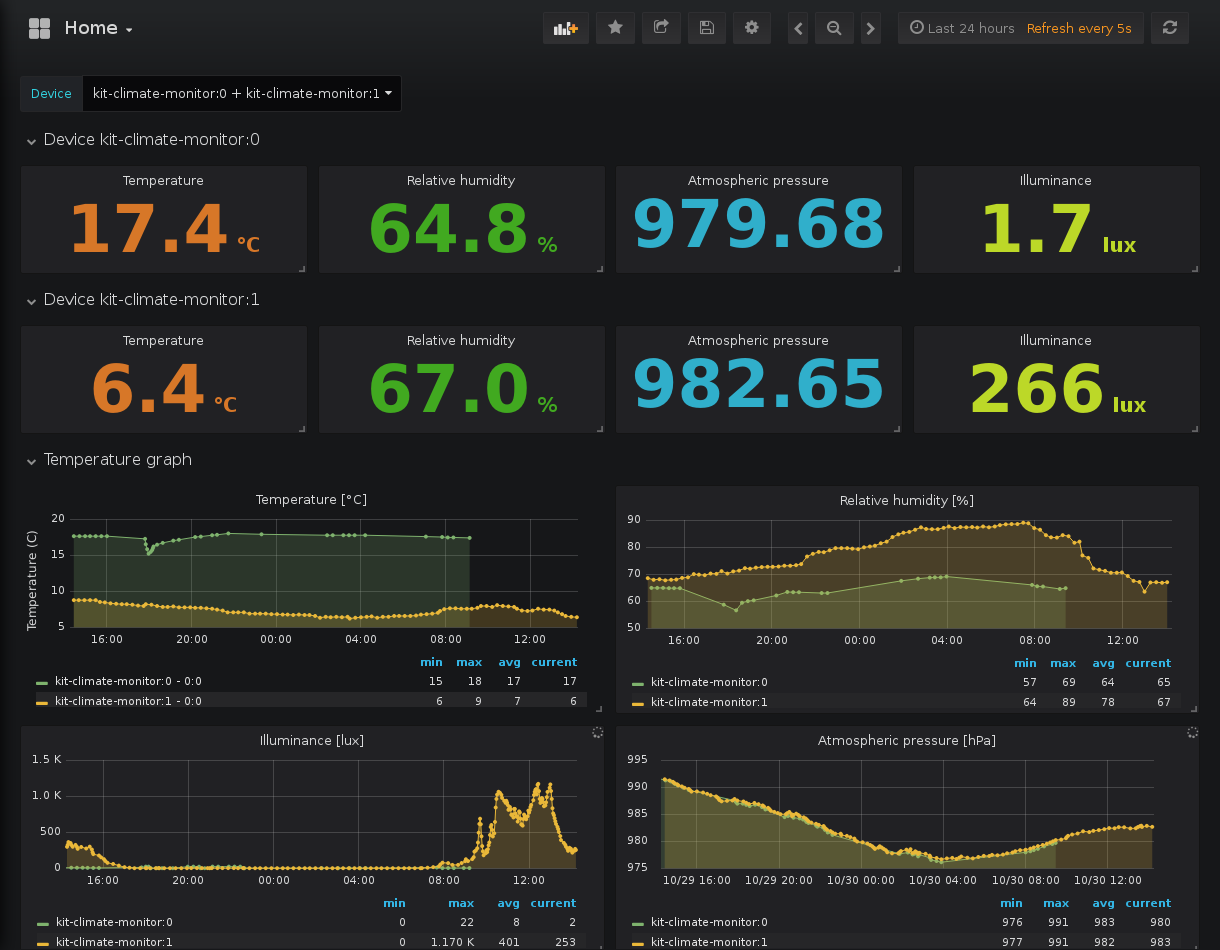 Home
Last 24 hours Refresh every 5s
Device kit-climate-monitor:0 + kit-climate-monitor:1
Device kit-climate-monitor:0
Temperature Relative humidity Atmospheric pressure Illuminance
17.4 °C 64.8 % 979.68 1.7 lux
Device kit-climate-monitor:1
Temperature Relative humidity Atmospheric pressure Illuminance
6.4 °C 67.0 % 982.65 266 lux
Temperature graph
Temperature [°C]
Temperature (C)
20
15
10
5
16:00 20:00 00:00 04:00 08:00 12:00
min max avg current
kit-climate-monitor:0 - 0:0 15 18 17 17
kit-climate-monitor:1 - 0:0 6 9 7 6
Relative humidity [%]
90
80
70
60
50
16:00 20:00 00:00 04:00 08:00 12:00
min max avg current
kit-climate-monitor:0 57 69 64 65
kit-climate-monitor:1 64 89 78 67
Illuminance [lux]
1.5 K
1.0 K
500
0
16:00 20:00 00:00 04:00 08:00 12:00
min max avg current
kit-climate-monitor:0 0 22 8 2
kit-climate-monitor:1 0 1.170 K 401 253
Atmospheric pressure [hPa]
995
990
985
980
975
10/29 16:00 10/29 20:00 10/30 00:00 10/30 04:00 10/30 08:00 10/30 12:00
min max avg current
kit-climate-monitor:0 976 991 983 980
kit-climate-monitor:1 977 991 982 983